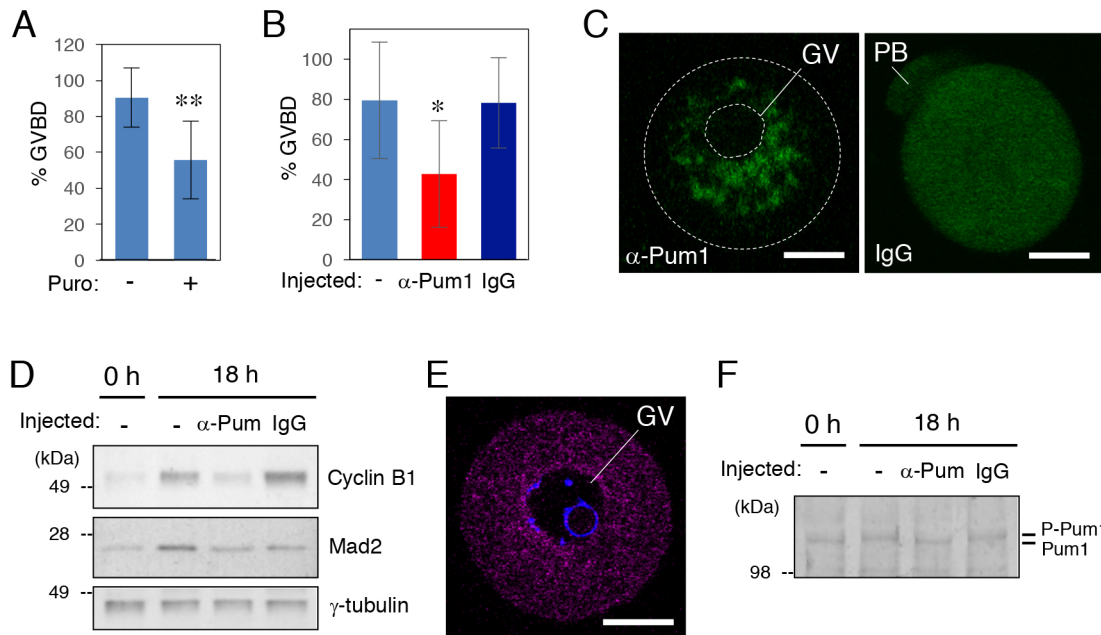 A
120
100
80
60
40
20
0
% GVBD
**
Puro: - +
B
100
80
60
40
20
0
% GVBD
*
Injected: - α-Pum1 IgG
C
GV
α-Pum1
PB
IgG
D
0 h 18 h
Injected: - - α-Pum IgG
(kDa)
49 -- Cyclin B1
28 -- Mad2
49 -- γ-tubulin
E
GV
F
0 h 18 h
Injected: - - α-Pum IgG
(kDa)
P-Pum1
Pum1
98 --